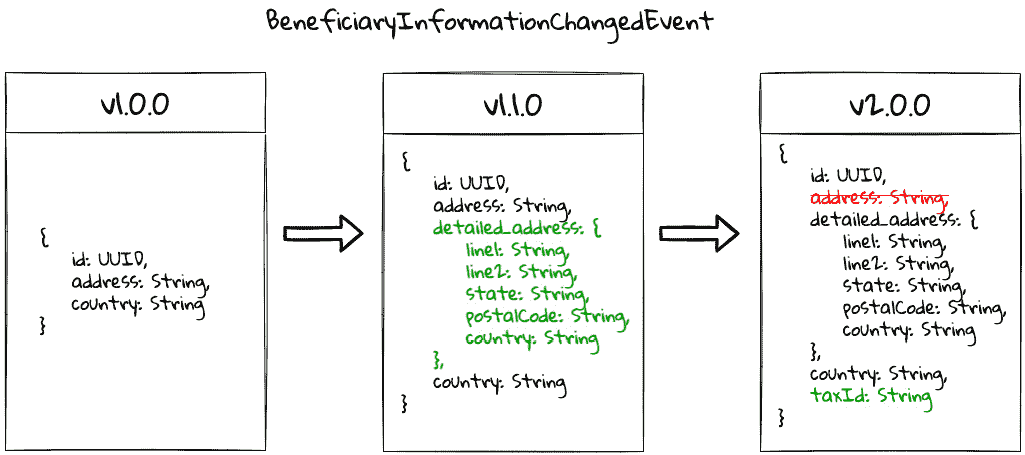 BeneficiaryInformationChangedEvent
v1.0.0
{
id: UUID,
address: String,
country: String
}
v1.1.0
{
id: UUID,
address: String,
detailed_address: {
line1: String,
line2: String,
state: String,
postalCode: String,
country: String
},
country: String
}
v2.0.0
{
id: UUID,
address: String,
detailed_address: {
line1: String,
line2: String,
state: String,
postalCode: String,
country: String
},
country: String,
taxId: String
}